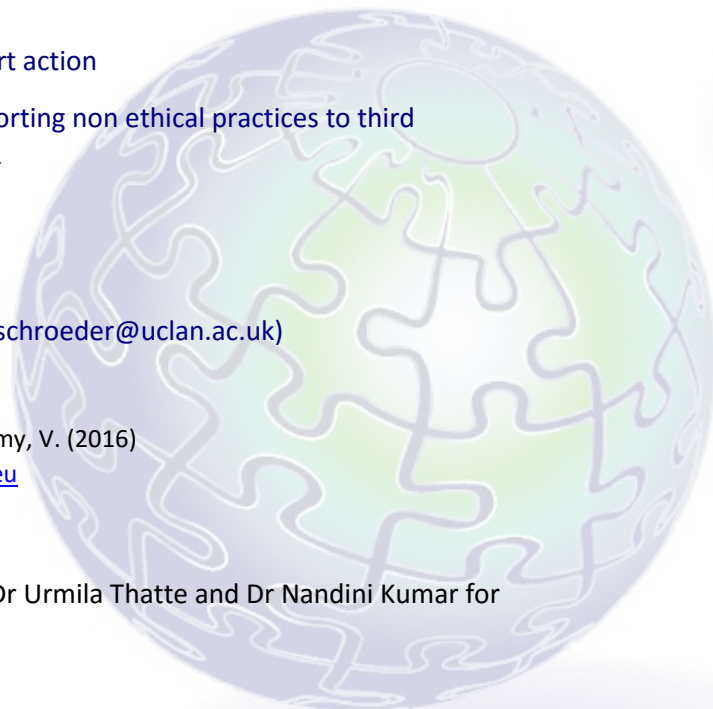 rt action
orting non ethical practices to third
schroeder@uclan.ac.uk)
my, V. (2016)
eu
Dr Urmila Thatte and Dr Nandini Kumar for